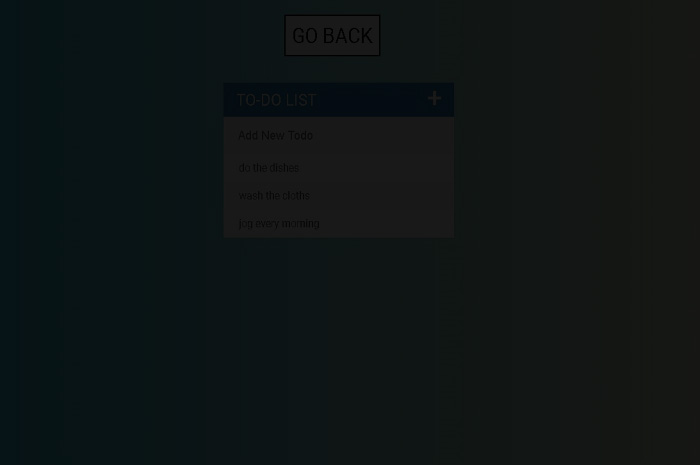 GO BACK
TO-DO LIST +
Add New Todo
do the dishes
wash the cloths
jog every morning